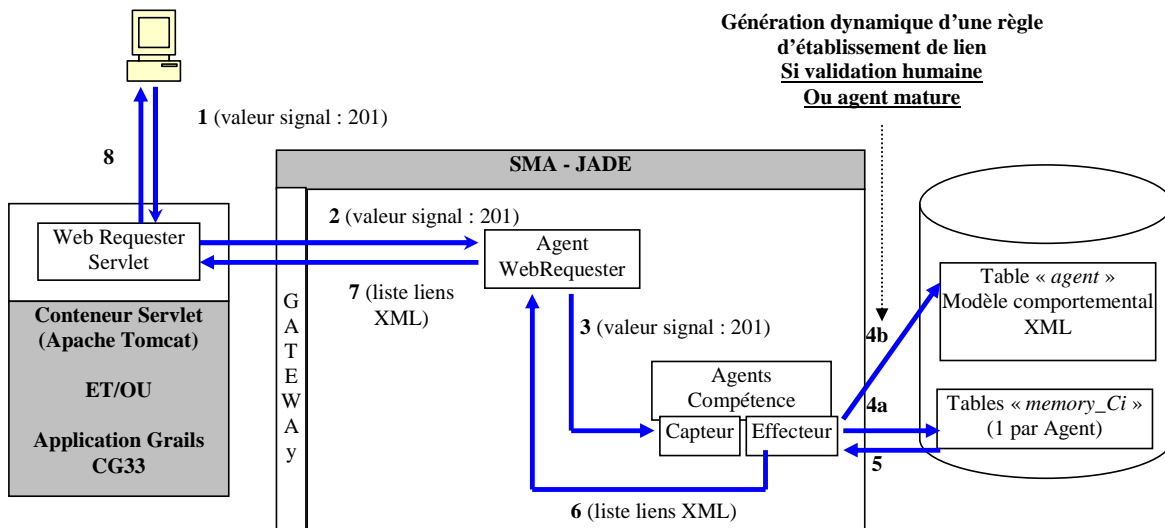 Génération dynamique d'une règle
d'établissement de lien
Si validation humaine
Ou agent mature
1 (valeur signal : 201)
8
SMA - JADE
2 (valeur signal : 201)
Web Requester
Servlet
Agent
WebRequester
7 (liste liens
XML)
Conteneur Servlet
(Apache Tomcat)
ET/OU
Application Grails
CG33
G
A
T
E
W
A
y
3 (valeur signal : 201)
4b
Table « agent »
Modèle comportemental
XML
Agents
Compétence
Capteur
Effecteur
4a
Tables « memory_Ci »
(1 par Agent)
5
6 (liste liens XML)